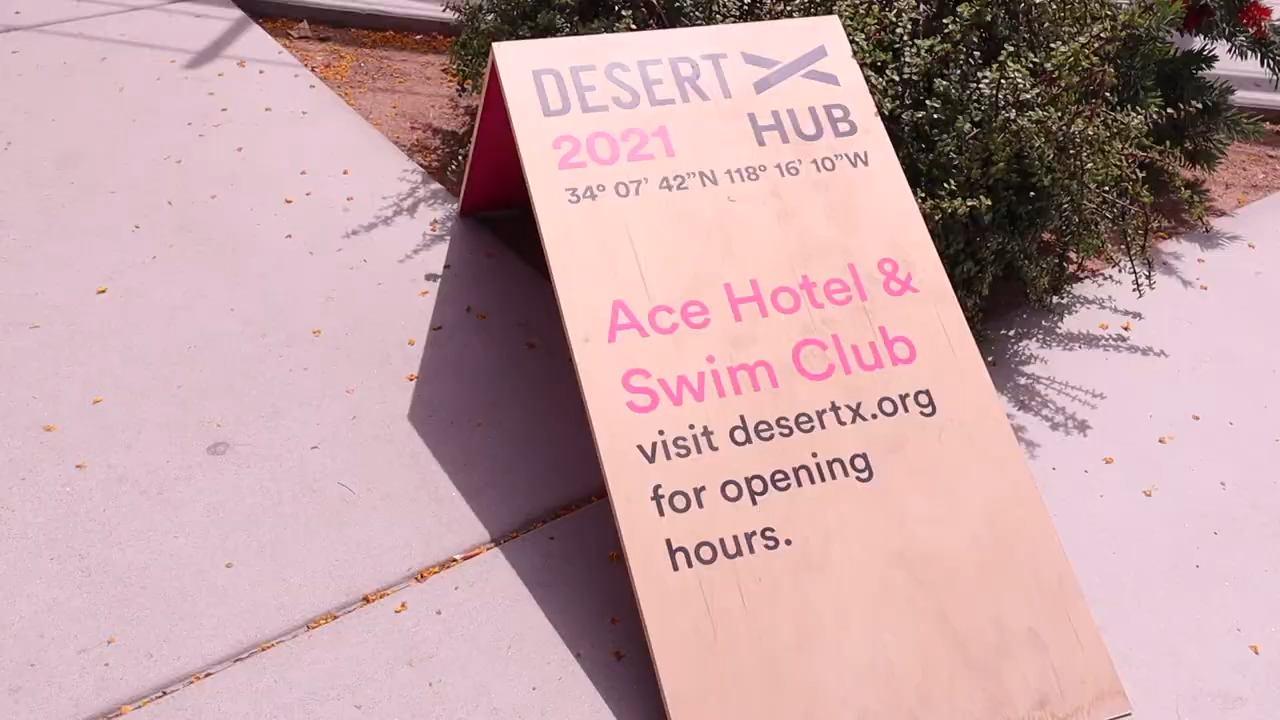 DESERT X
2021 HUB
34° 07' 42”N 118° 16' 10”W
Ace Hotel &
Swim Club
visit desertx.org
for opening
hours.